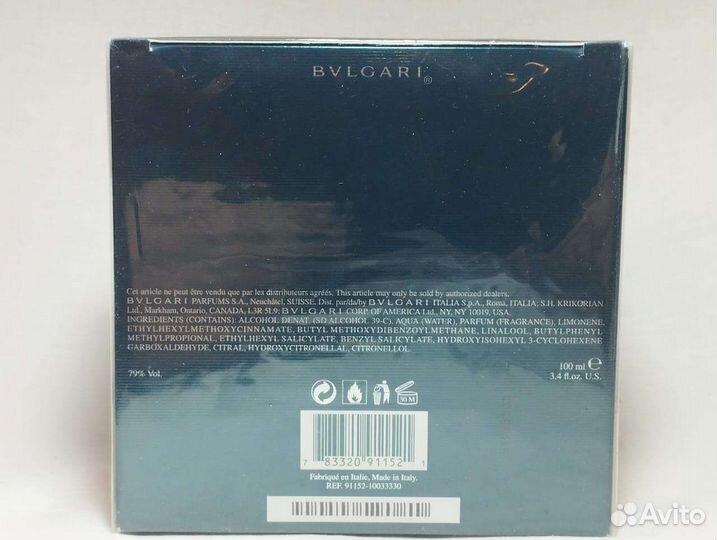 BVLGARI®
Cet article ne peut être vendu que par les distributeurs agréés. This article may only be sold by authorized dealers.
BVLGARI PARFUMS S.A., Neuchâtel, SUISSE. Dist. par/da/by BVLGARI ITALIA S.p.A., Roma, ITALIA; S.H. KRIKORIAN
Ltd., Markham, Ontario, CANADA, L3R 5L9; BVLGARI CORP. OF AMERICA Ltd., NY, NY 10019, USA.
INGREDIENTS (CONTAINS): ALCOHOL DENAT. (SD ALCOHOL 39-C), AQUA (WATER), PARFUM (FRAGRANCE), LIMONENE,
ETHYLHEXYLMETHOXYCINNAMATE, BUTYL METHOXYDIBENZOYLMETHANE, LINALOOL, BUTYLPHENYL
METHYLPROPIONAL, ETHYLHEXYL SALICYLATE, BENZYL SALICYLATE, HYDROXYISOHEXYL 3-CYCLOHEXENE
CARBOXALDEHYDE, CITRAL, HYDROXYCITRONELLAL, CITRONELLOL
79% Vol.
100 ml ℮
3.4 fl.oz. U.S.
30 M
7 83320 91152 1
Fabriqué en Italie, Made in Italy.
REF. 91152-10033330
Avito